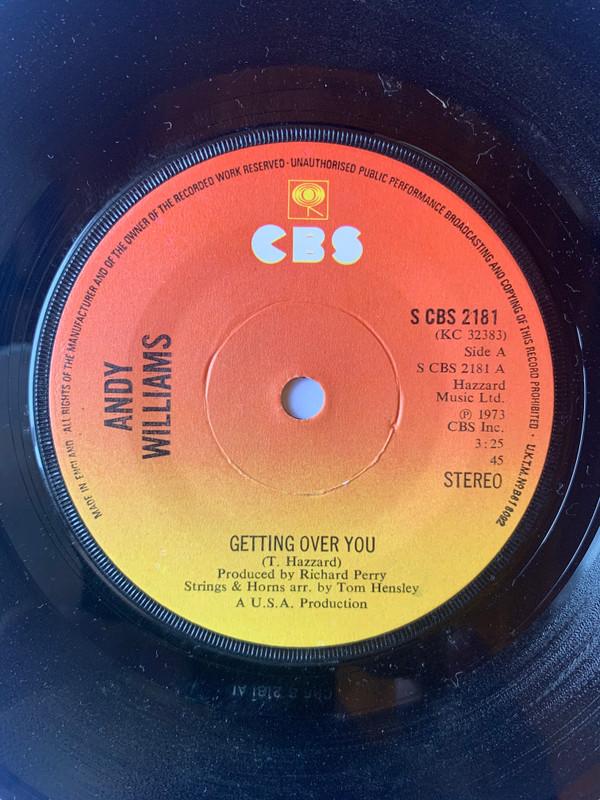 MADE IN ENGLAND · ALL RIGHTS OF THE MANUFACTURER AND OF THE OWNER OF THE RECORDED WORK RESERVED · UNAUTHORISED PUBLIC PERFORMANCE BROADCASTING AND COPYING OF THIS RECORD PROHIBITED · U.K.T.M. Nº B818092
CBS
ANDY
WILLIAMS
S CBS 2181
(KC 32383)
Side A
S CBS 2181 A
Hazzard
Music Ltd.
℗ 1973
CBS Inc.
3:25
45
STEREO
GETTING OVER YOU
(T. Hazzard)
Produced by Richard Perry
Strings & Horns arr. by Tom Hensley
A U.S.A. Production